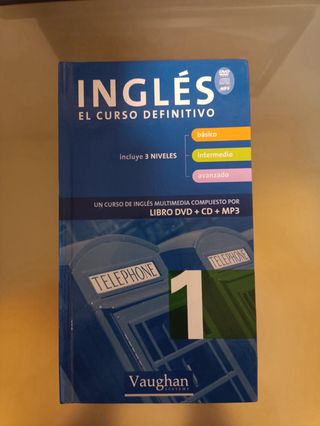 INGLÉS
EL CURSO DEFINITIVO
DVD
MP3
incluye 3 NIVELES
básico
intermedio
avanzado
UN CURSO DE INGLÉS MULTIMEDIA COMPUESTO POR
LIBRO DVD + CD + MP3
TELEPHONE
TELEPHONE
1
Vaughan
SYSTEMS